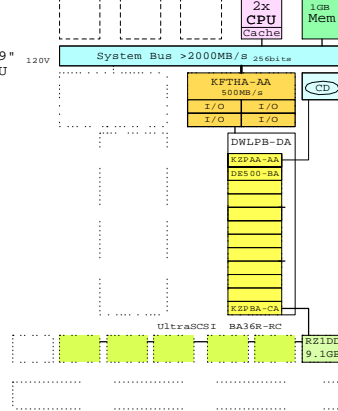 2x
CPU
Cache
1GB
Mem
9"
U
120V
System Bus >2000MB/s 256bits
KFTHA-AA
500MB/s
I/O I/O
I/O I/O
CD
DWLPB-DA
KZPAA-AA
DE500-BA
KZPBA-CA
UltraSCSI BA36R-RC
RZ1DD
9.1GB